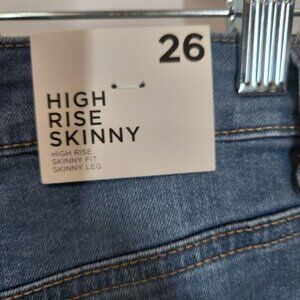 26
HIGH
RISE
SKINNY
HIGH RISE
SKINNY FIT
SKINNY LEG